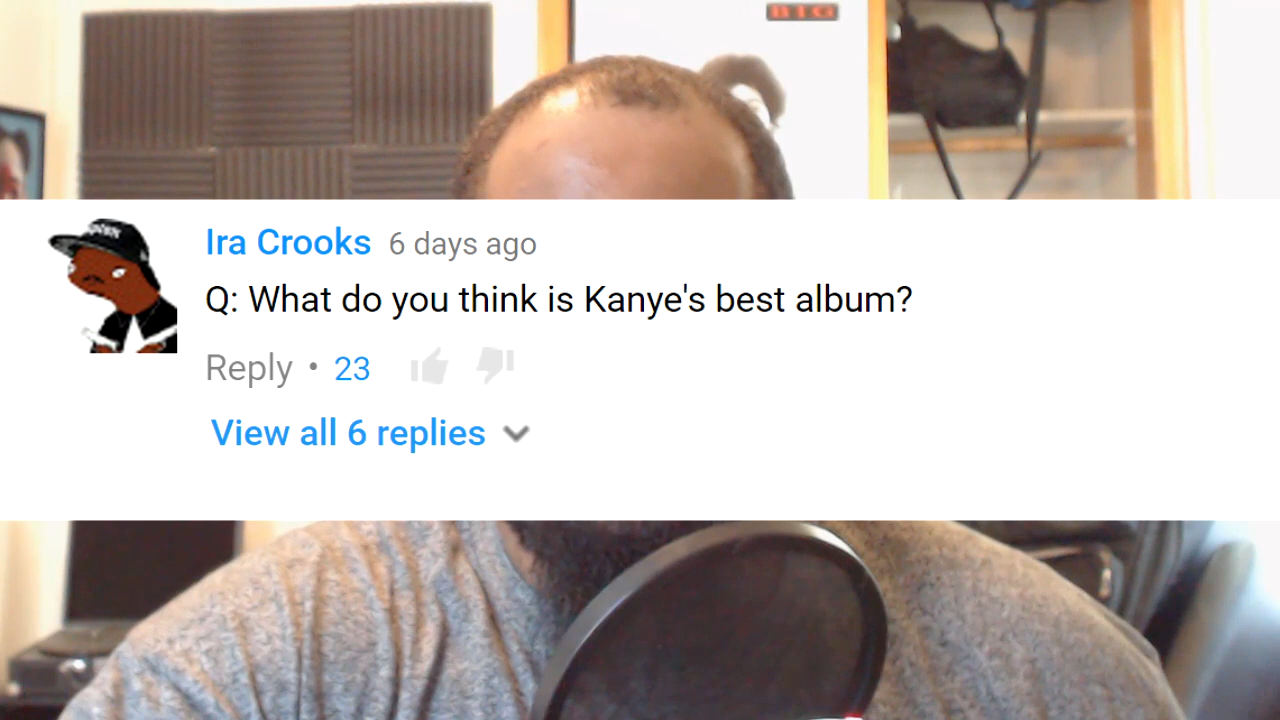 BIG
Ira Crooks 6 days ago
Q: What do you think is Kanye's best album?
Reply • 23
View all 6 replies